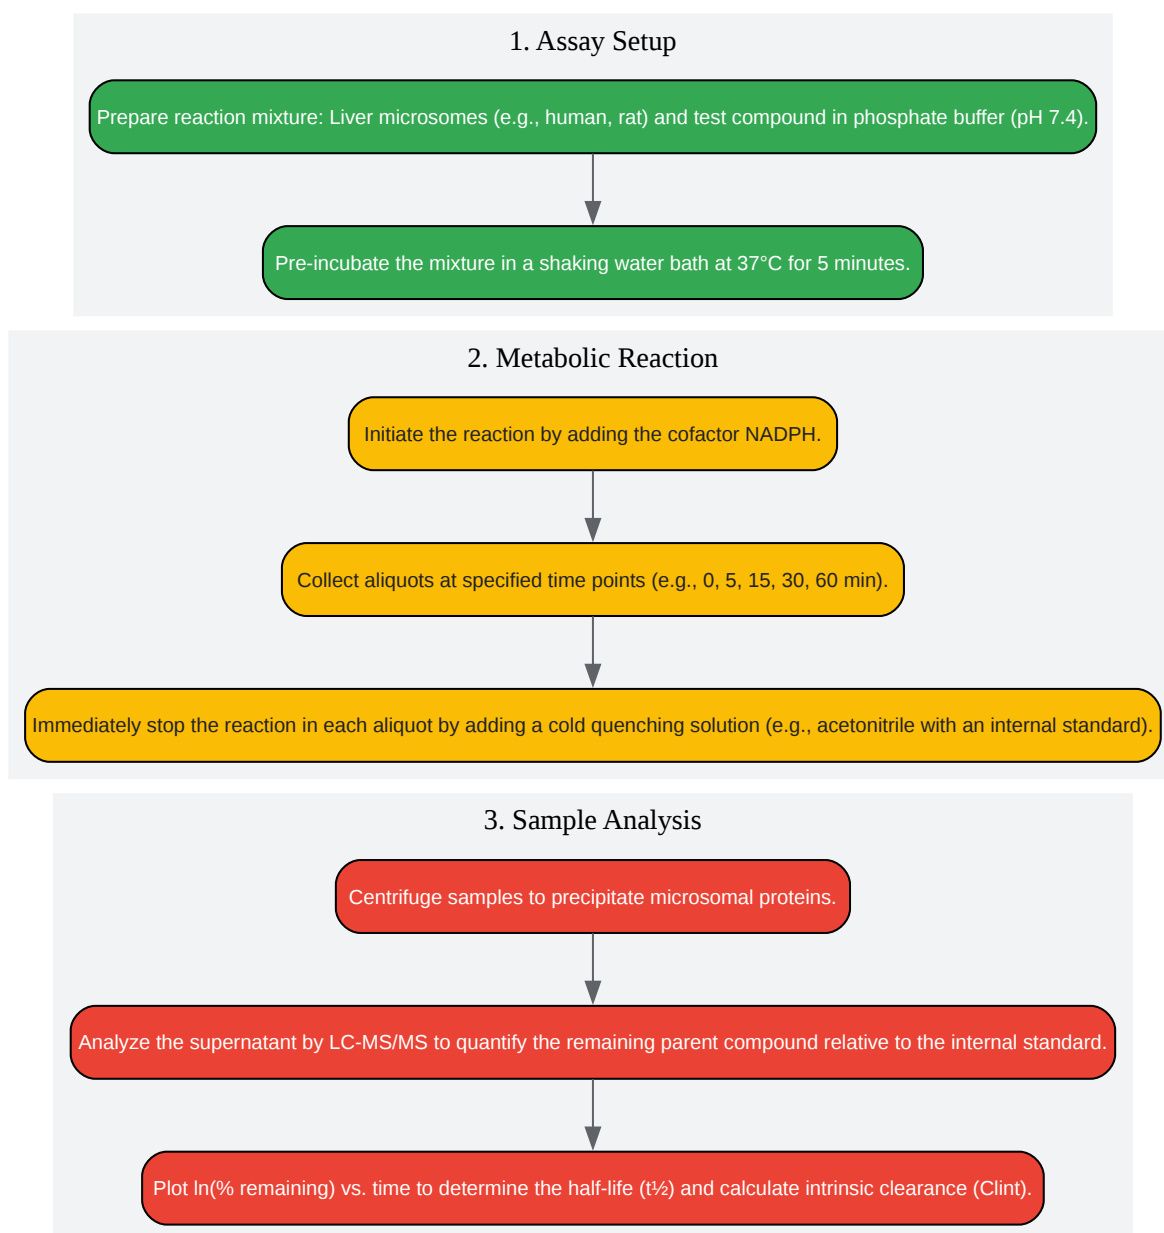 1. Assay Setup
Prepare reaction mixture: Liver microsomes (e.g., human, rat) and test compound in phosphate buffer (pH 7.4).
Pre-incubate the mixture in a shaking water bath at 37°C for 5 minutes.
2. Metabolic Reaction
Initiate the reaction by adding the cofactor NADPH.
Collect aliquots at specified time points (e.g., 0, 5, 15, 30, 60 min).
Immediately stop the reaction in each aliquot by adding a cold quenching solution (e.g., acetonitrile with an internal standard).
3. Sample Analysis
Centrifuge samples to precipitate microsomal proteins.
Analyze the supernatant by LC-MS/MS to quantify the remaining parent compound relative to the internal standard.
Plot ln(% remaining) vs. time to determine the half-life (t½) and calculate intrinsic clearance (Clint).